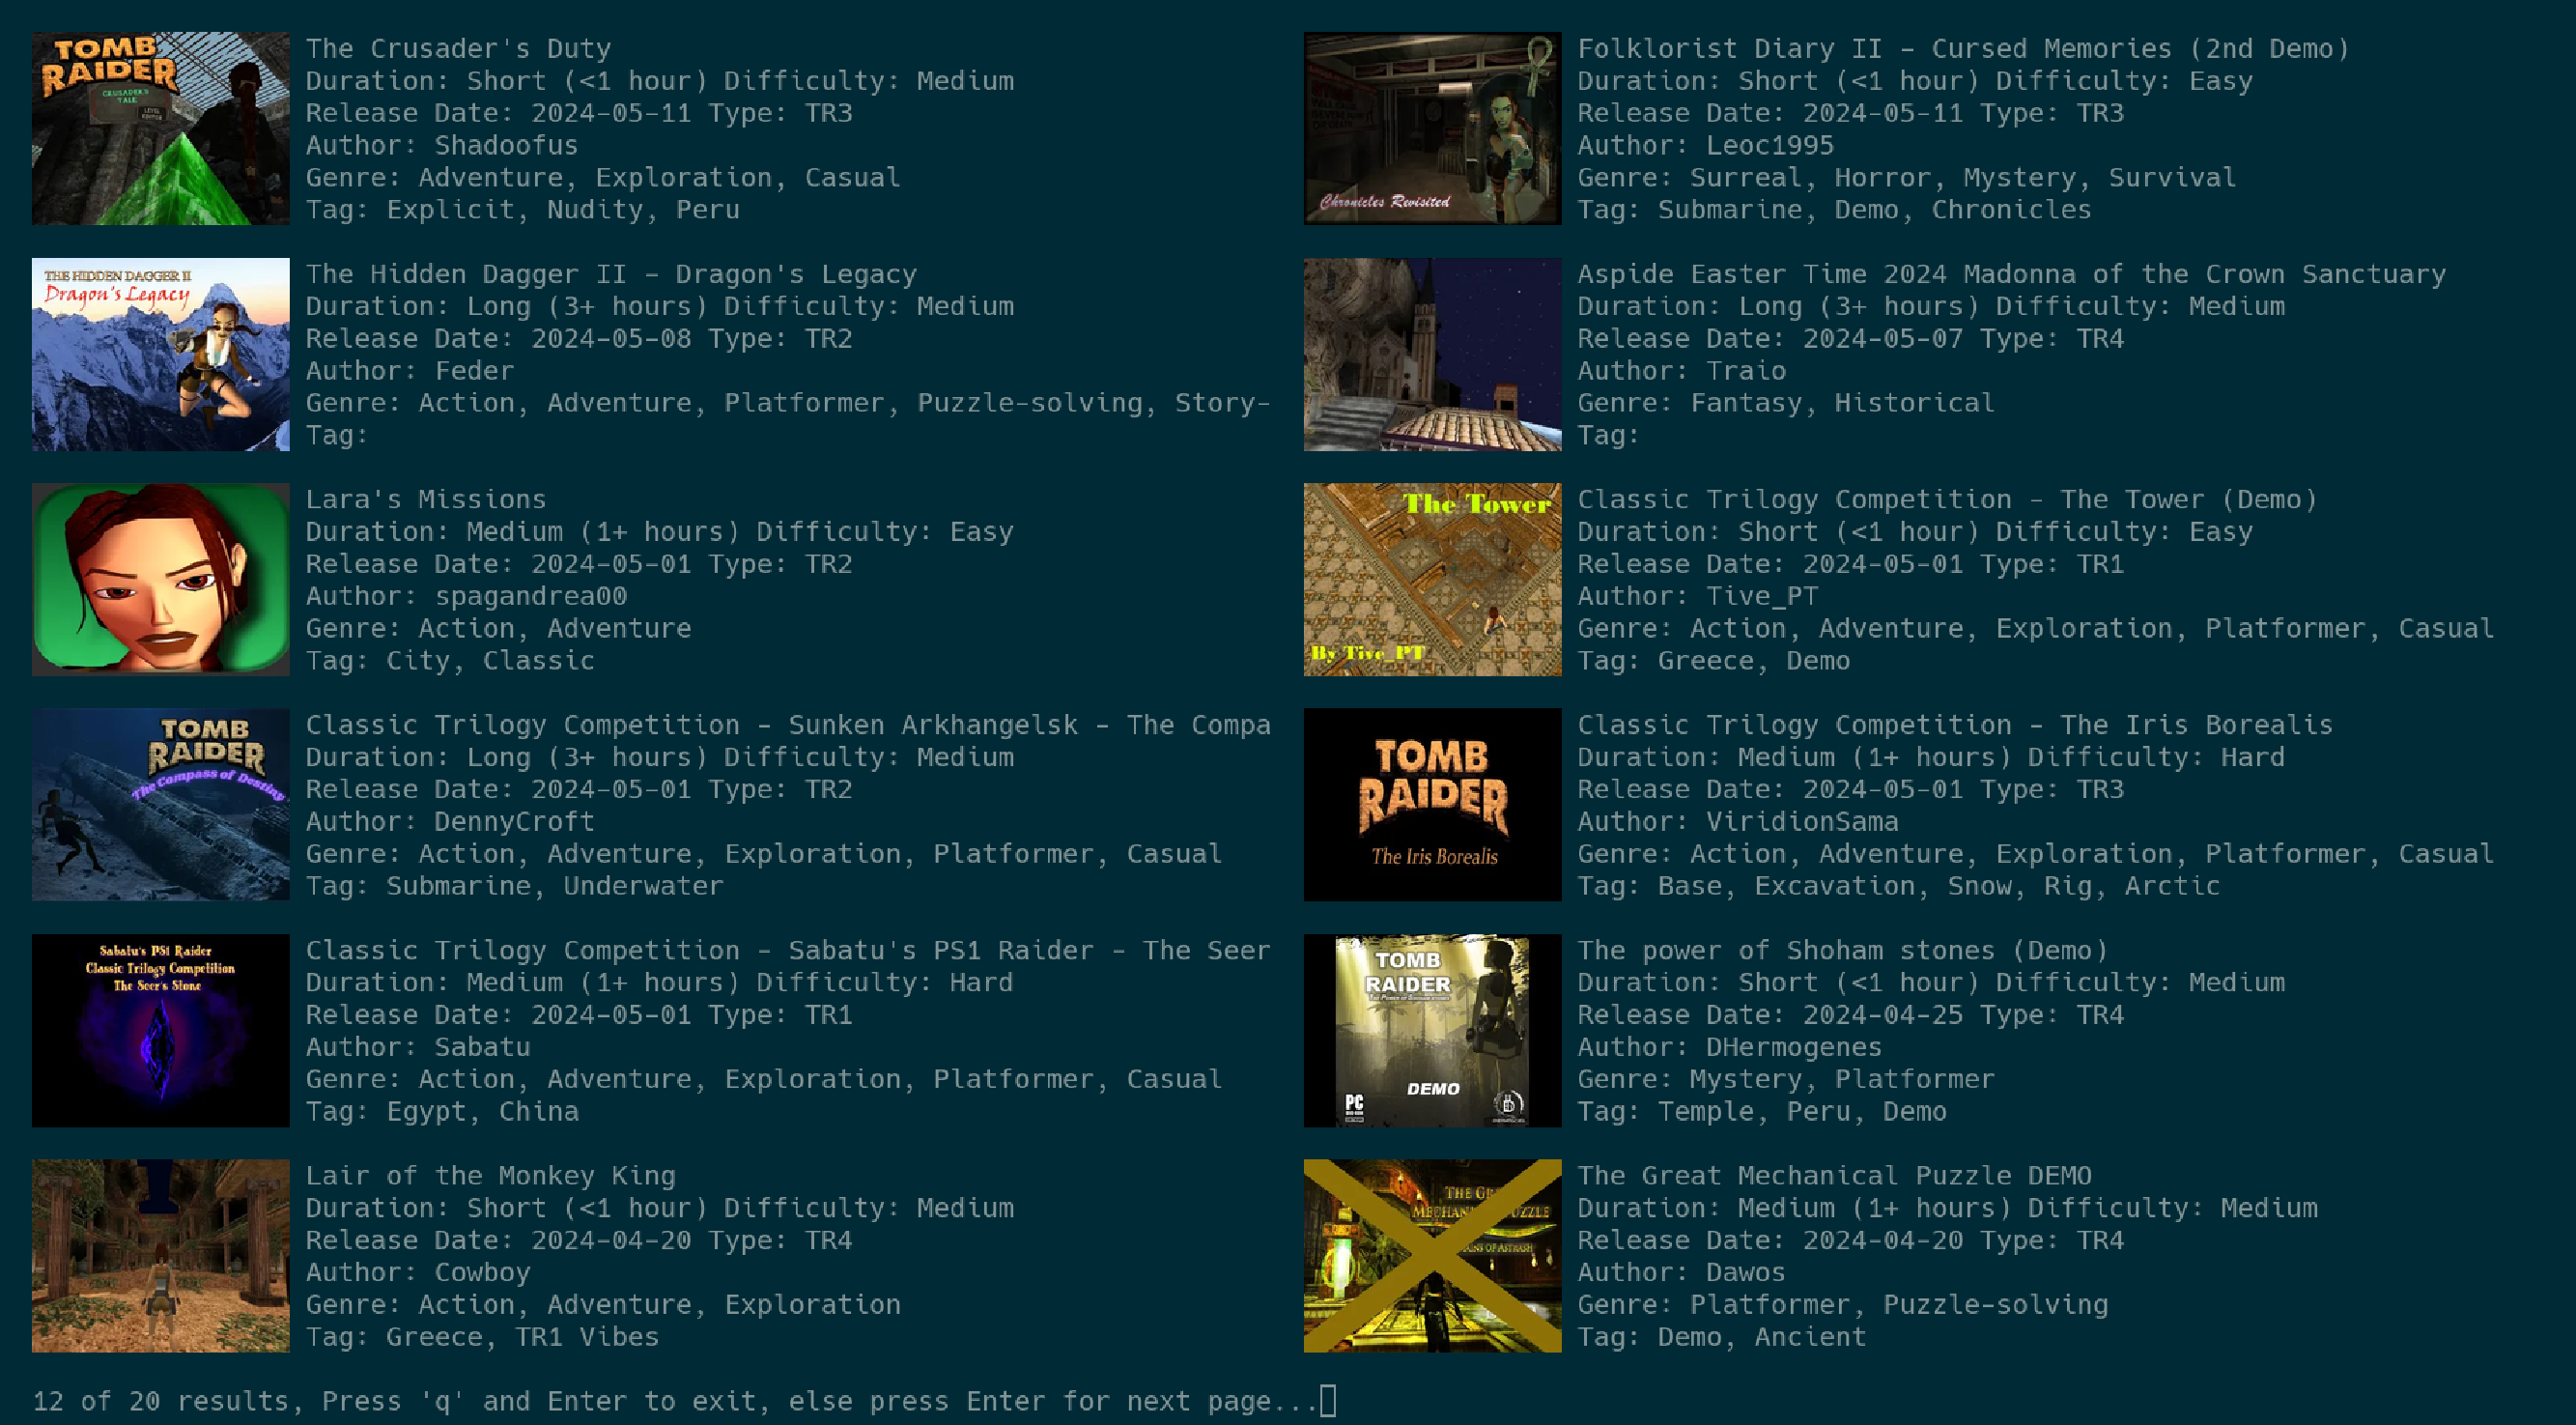 TOMB
RAIDER
CRUSADER'S
TALE
LEVEL
EDITOR
The Crusader's Duty
Duration: Short (<1 hour) Difficulty: Medium
Release Date: 2024-05-11 Type: TR3
Author: Shadoofus
Genre: Adventure, Exploration, Casual
Tag: Explicit, Nudity, Peru
Chronicles Revisited
Folklorist Diary II - Cursed Memories (2nd Demo)
Duration: Short (<1 hour) Difficulty: Easy
Release Date: 2024-05-11 Type: TR3
Author: Leoc1995
Genre: Surreal, Horror, Mystery, Survival
Tag: Submarine, Demo, Chronicles
THE HIDDEN DAGGER II
Dragon's Legacy
The Hidden Dagger II - Dragon's Legacy
Duration: Long (3+ hours) Difficulty: Medium
Release Date: 2024-05-08 Type: TR2
Author: Feder
Genre: Action, Adventure, Platformer, Puzzle-solving, Story-
Tag:
Aspide Easter Time 2024 Madonna of the Crown Sanctuary
Duration: Long (3+ hours) Difficulty: Medium
Release Date: 2024-05-07 Type: TR4
Author: Traio
Genre: Fantasy, Historical
Tag:
Lara's Missions
Duration: Medium (1+ hours) Difficulty: Easy
Release Date: 2024-05-01 Type: TR2
Author: spagandrea00
Genre: Action, Adventure
Tag: City, Classic
The Tower
By Tive_PT
Classic Trilogy Competition - The Tower (Demo)
Duration: Short (<1 hour) Difficulty: Easy
Release Date: 2024-05-01 Type: TR1
Author: Tive_PT
Genre: Action, Adventure, Exploration, Platformer, Casual
Tag: Greece, Demo
TOMB
RAIDER
The Compass of Destiny
Classic Trilogy Competition - Sunken Arkhangelsk - The Compa
Duration: Long (3+ hours) Difficulty: Medium
Release Date: 2024-05-01 Type: TR2
Author: DennyCroft
Genre: Action, Adventure, Exploration, Platformer, Casual
Tag: Submarine, Underwater
TOMB
RAIDER
The Iris Borealis
Classic Trilogy Competition - The Iris Borealis
Duration: Medium (1+ hours) Difficulty: Hard
Release Date: 2024-05-01 Type: TR3
Author: ViridionSama
Genre: Action, Adventure, Exploration, Platformer, Casual
Tag: Base, Excavation, Snow, Rig, Arctic
Sabatu's PS1 Raider
Classic Trilogy Competition
The Seer's Stone
Classic Trilogy Competition - Sabatu's PS1 Raider - The Seer
Duration: Medium (1+ hours) Difficulty: Hard
Release Date: 2024-05-01 Type: TR1
Author: Sabatu
Genre: Action, Adventure, Exploration, Platformer, Casual
Tag: Egypt, China
TOMB
RAIDER
DEMO
PC
The power of Shoham stones (Demo)
Duration: Short (<1 hour) Difficulty: Medium
Release Date: 2024-04-25 Type: TR4
Author: DHermogenes
Genre: Mystery, Platformer
Tag: Temple, Peru, Demo
Lair of the Monkey King
Duration: Short (<1 hour) Difficulty: Medium
Release Date: 2024-04-20 Type: TR4
Author: Cowboy
Genre: Action, Adventure, Exploration
Tag: Greece, TR1 Vibes
The Great Mechanical Puzzle DEMO
Duration: Medium (1+ hours) Difficulty: Medium
Release Date: 2024-04-20 Type: TR4
Author: Dawos
Genre: Platformer, Puzzle-solving
Tag: Demo, Ancient
12 of 20 results, Press 'q' and Enter to exit, else press Enter for next page...